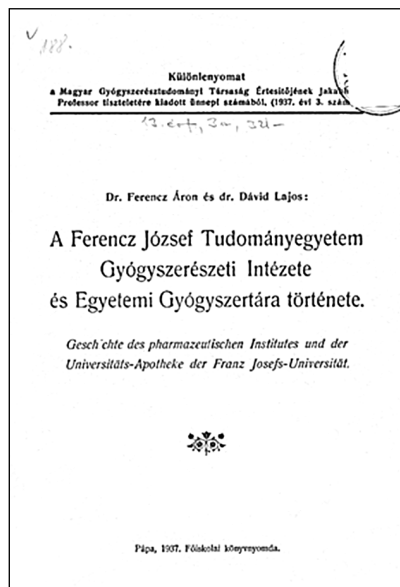 188.
Különlenyomat
a Magyar Gyógyszerésztudományi Társaság Értesítőjének Jakab
Professor tiszteletére kiadott ünnepi számából. (1937. évi 3. szám
Dr. Ferencz Áron és dr. Dávid Lajos:
A Ferencz József Tudományegyetem
Gyógyszerészeti Intézete
és Egyetemi Gyógyszertára története.
Geschichte des pharmazeutischen Institutes und der
Universitäts-Apotheke der Franz Josefs-Universität.
Pápa, 1937. Főiskolai könyvnyomda.